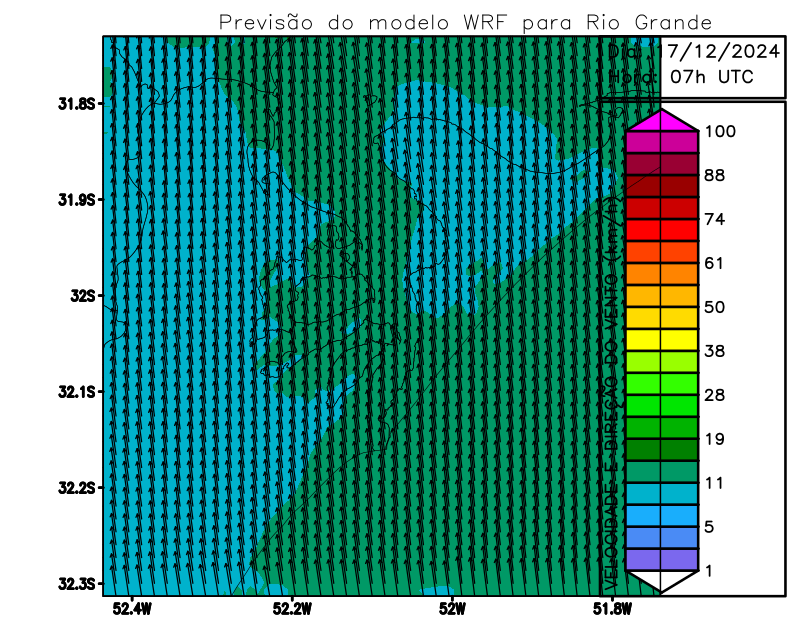 Previsão do modelo WRF para Rio Grande
Dia: 17/12/2024
Hora: 07h UTC
31.8S
31.9S
32S
32.1S
32.2S
32.3S
52.4W
52.2W
52W
51.8W
VELOCIDADE E DIREÇÃO DO VENTO (km/h)
100
88
74
61
50
38
28
19
11
5
1